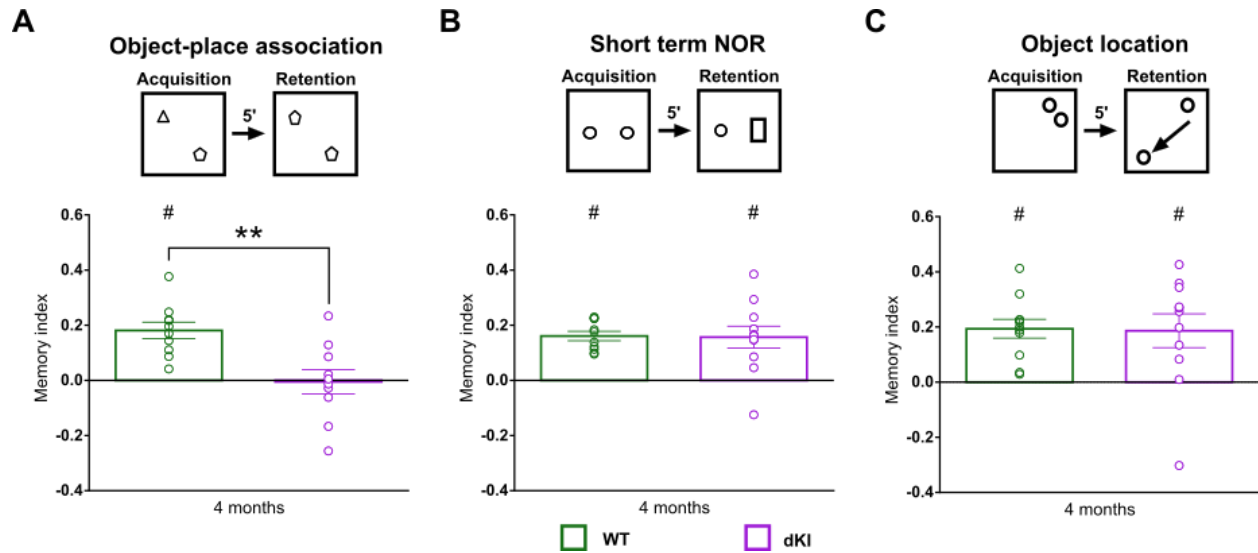 A
Object-place association
Acquisition
Retention
5'
#
**
0.6
0.4
0.2
0.0
-0.2
-0.4
Memory index
4 months
B
Short term NOR
Acquisition
Retention
5'
#
#
0.6
0.4
0.2
0.0
-0.2
-0.4
Memory index
4 months
C
Object location
Acquisition
Retention
5'
#
#
0.6
0.4
0.2
0.0
-0.2
-0.4
Memory index
4 months
WT
dKI